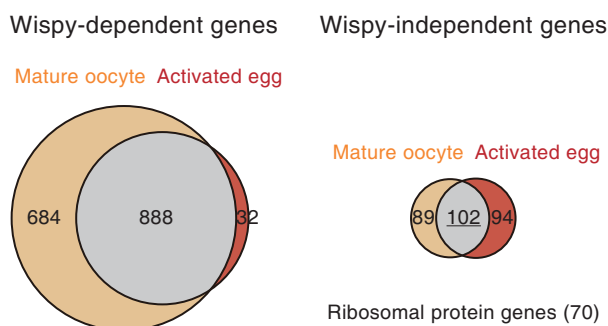 Wispy-dependent genes
Mature oocyte Activated egg
684 888 32
Wispy-independent genes
Mature oocyte Activated egg
89 102 94
Ribosomal protein genes (70)